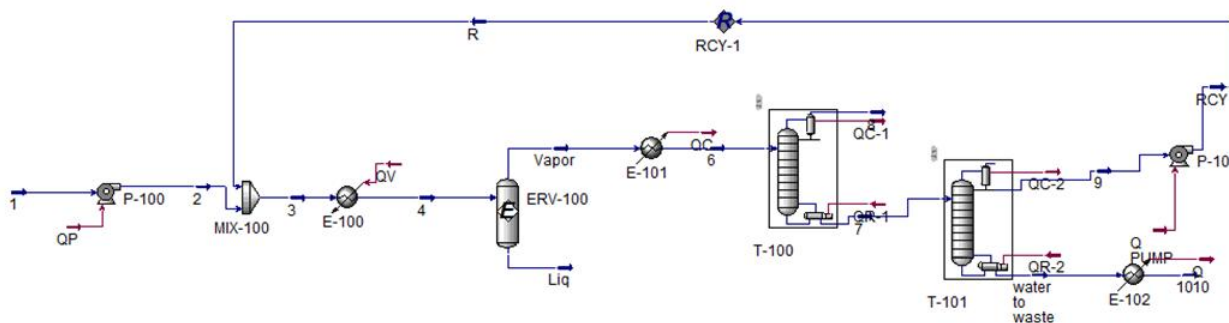 R
RCY-1
RCY
1
QP
P-100
2
MIX-100
3
QV
E-100
4
Vapor
ERV-100
Liq
E-101
QC
6
QC-1
8
T-100
QR-1
7
T-101
QC-2
9
P-10
Q
PUMP
QR-2
water
to
waste
E-102
Q
1010